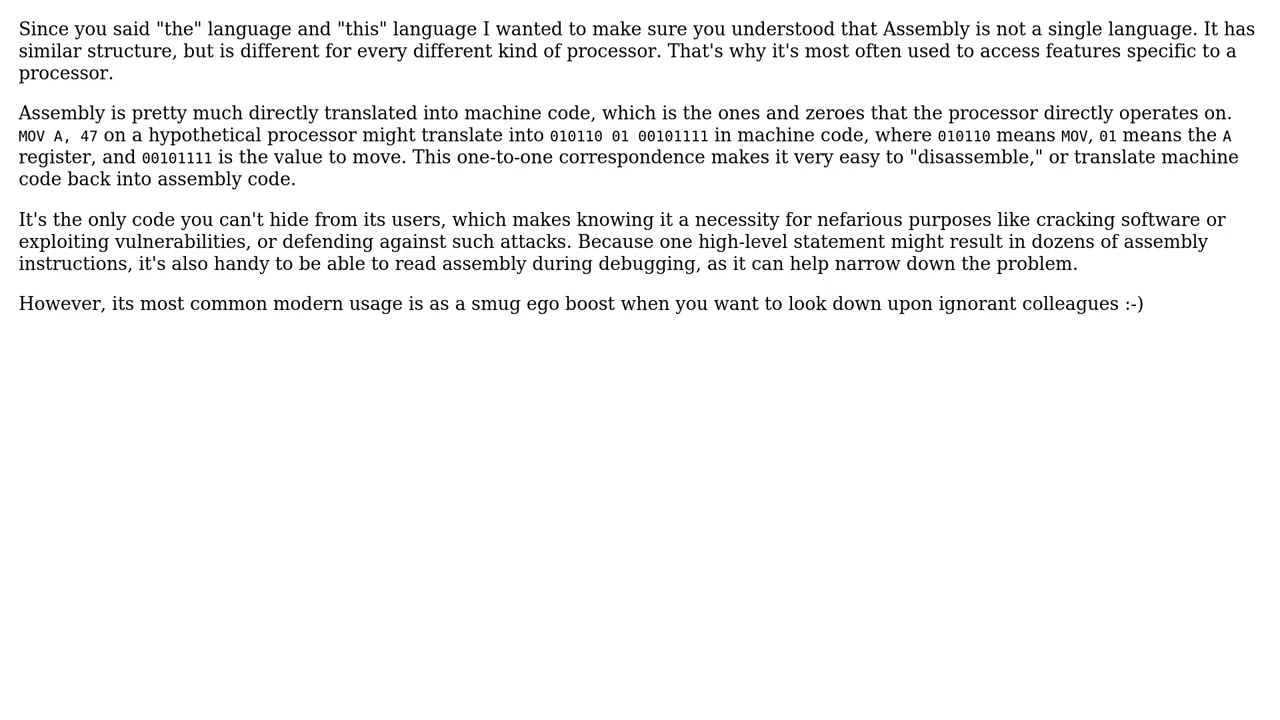 Since you said "the" language and "this" language I wanted to make sure you understood that Assembly is not a single language. It has
similar structure, but is different for every different kind of processor. That's why it's most often used to access features specific to a
processor.
Assembly is pretty much directly translated into machine code, which is the ones and zeroes that the processor directly operates on.
MOV A, 47 on a hypothetical processor might translate into 010110 01 00101111 in machine code, where 010110 means MOV, 01 means the A
register, and 00101111 is the value to move. This one-to-one correspondence makes it very easy to "disassemble," or translate machine
code back into assembly code.
It's the only code you can't hide from its users, which makes knowing it a necessity for nefarious purposes like cracking software or
exploiting vulnerabilities, or defending against such attacks. Because one high-level statement might result in dozens of assembly
instructions, it's also handy to be able to read assembly during debugging, as it can help narrow down the problem.
However, its most common modern usage is as a smug ego boost when you want to look down upon ignorant colleagues :-)